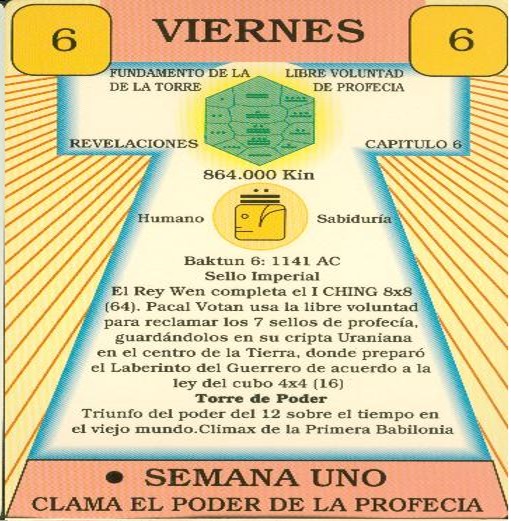 6 VIERNES 6
FUNDAMENTO DE LA LIBRE VOLUNTAD
DE LA TORRE DE PROFECIA
REVELACIONES CAPITULO 6
864.000 Kin
Humano Sabiduría
Baktun 6: 1141 AC
Sello Imperial
El Rey Wen completa el I CHING 8x8
(64). Pacal Votan usa la libre voluntad
para reclamar los 7 sellos de profecía,
guardándolos en su cripta Uraniana
en el centro de la Tierra, donde preparó
el Laberinto del Guerrero de acuerdo a la
ley del cubo 4x4 (16)
Torre de Poder
Triunfo del poder del 12 sobre el tiempo en
el viejo mundo.Climax de la Primera Babilonia
• SEMANA UNO
CLAMA EL PODER DE LA PROFECIA